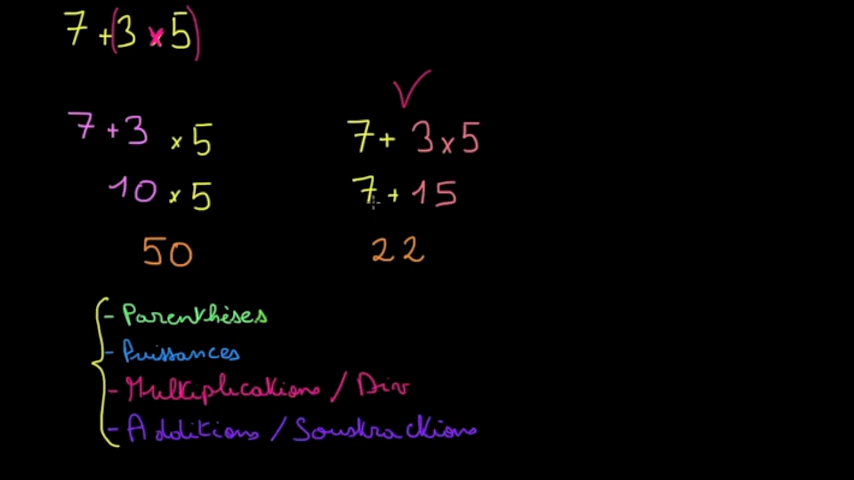 7 + (3 × 5)
✓
7 + 3 × 5
7 + 3 × 5
10 × 5
7 + 15
50
22
- Parenthèses
- Puissances
- Multiplications / Div
- Additions / Soustractions